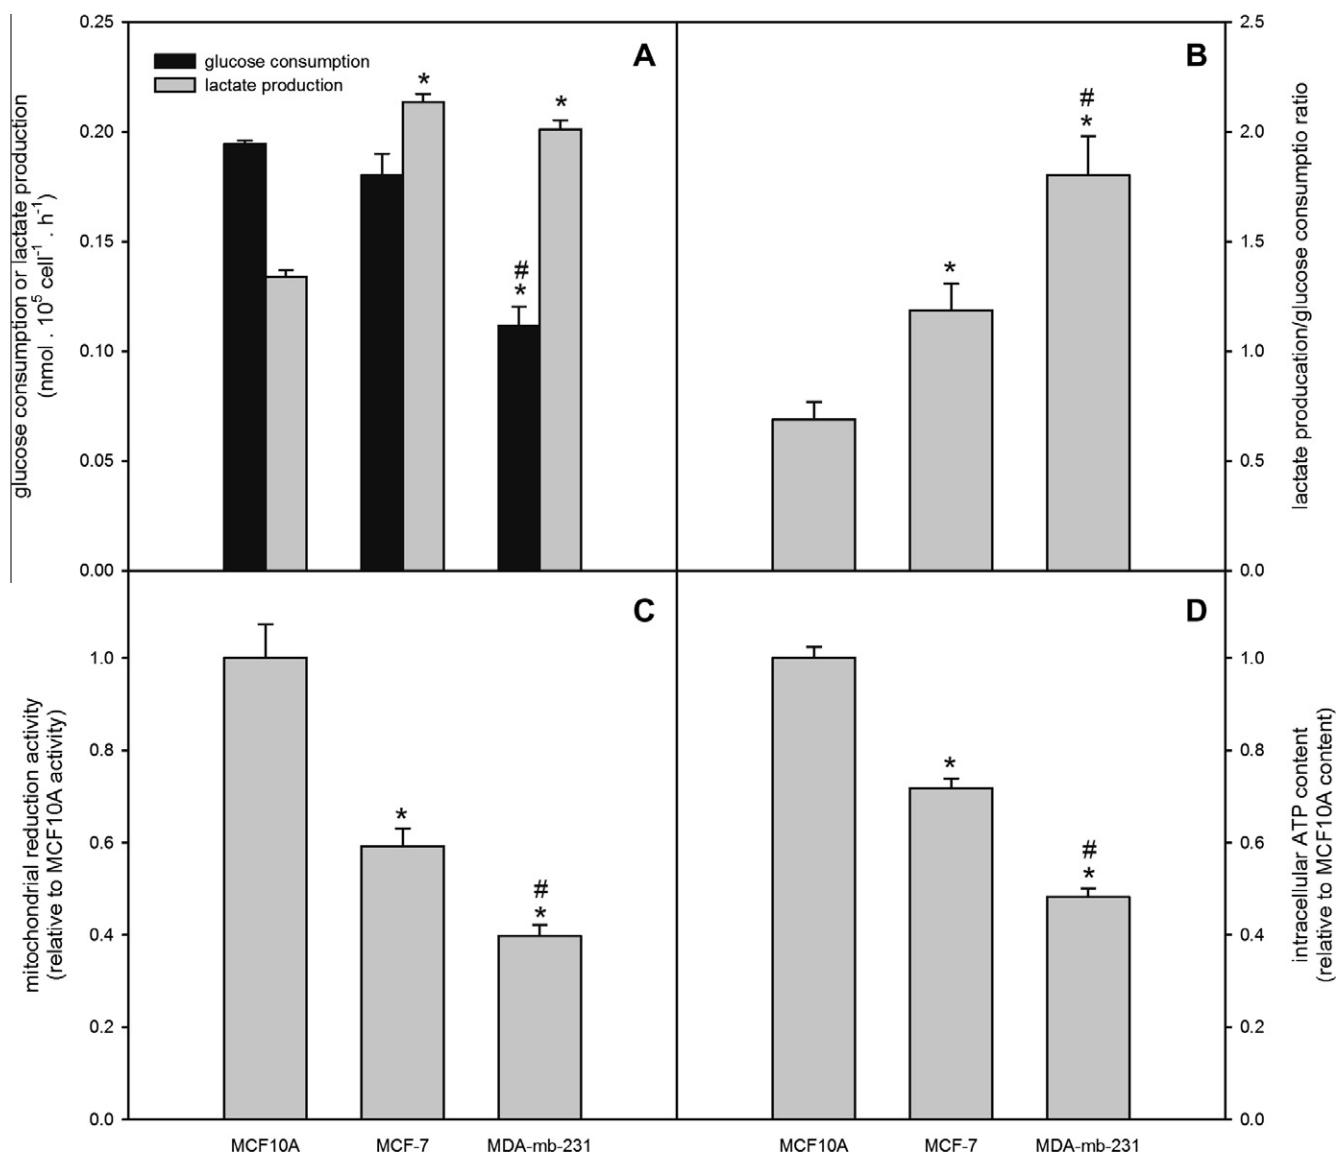 A
glucose consumption
lactate production
glucose consumption or lactate production
(nmol . 10⁵ cell⁻¹ . h⁻¹)
0.25
0.20
0.15
0.10
0.05
0.00
*
#
*
*
B
2.5
2.0
1.5
1.0
0.5
0.0
lactate producation/glucose consumptio ratio
*
#
*
C
mitochondrial reduction activity
(relative to MCF10A activity)
1.0
0.8
0.6
0.4
0.2
0.0
*
#
*
MCF10A
MCF-7
MDA-mb-231
D
1.0
0.8
0.6
0.4
0.2
0.0
intracellular ATP content
(relative to MCF10A content)
*
#
*
MCF10A
MCF-7
MDA-mb-231